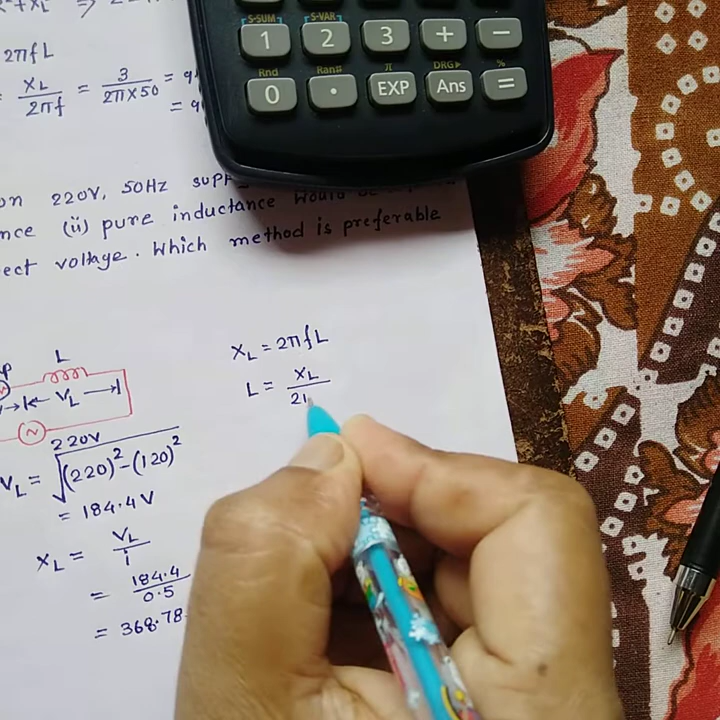 2πfL
= XL / 2πf = 3 / 2π×50 =
=
on 220V, 50Hz
(ii) pure inductance would
voltage. Which method is preferable
L
VL
220V
VL = √(220)² - (120)²
= 184.4 V
XL = VL / i
= 184.4 / 0.5
= 368.78
XL = 2πfL
L = XL / 2
S-SUM S-VAR
1 2 3 + −
Rnd Ran# π DRG▸ %
0 · EXP Ans =